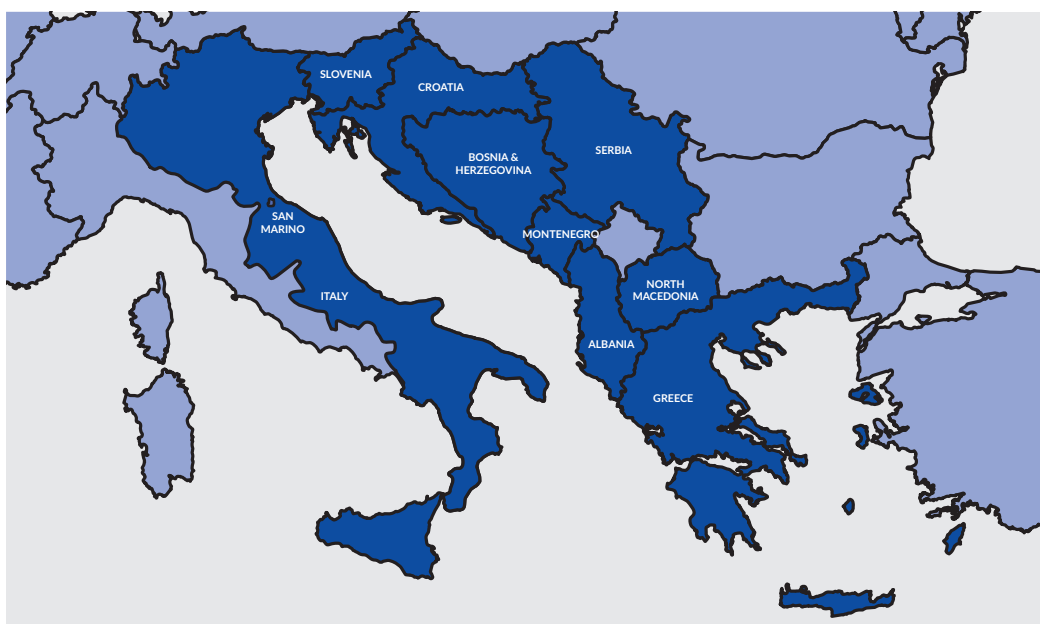 SLOVENIA
CROATIA
BOSNIA &
HERZEGOVINA
SERBIA
SAN
MARINO
MONTENEGRO
ITALY
NORTH
MACEDONIA
ALBANIA
GREECE